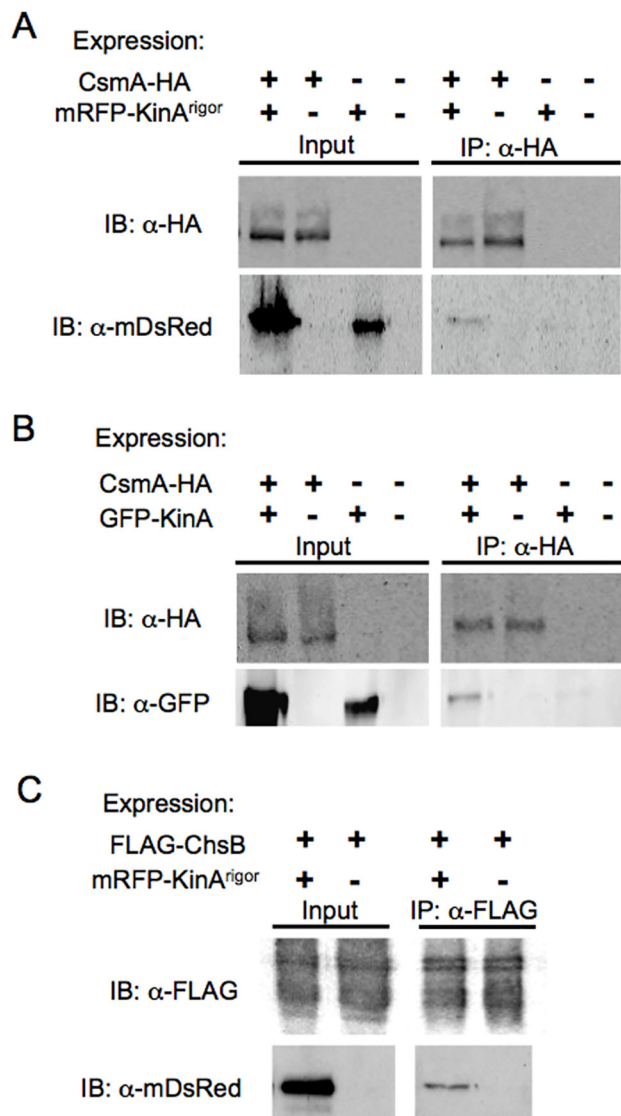 A
Expression:
CsmA-HA + + - - + + - -
mRFP-KinA^rigor + - + - + - + -
Input IP: α-HA
IB: α-HA
IB: α-mDsRed
B
Expression:
CsmA-HA + + - - + + - -
GFP-KinA + - + - + - + -
Input IP: α-HA
IB: α-HA
IB: α-GFP
C
Expression:
FLAG-ChsB + + + +
mRFP-KinA^rigor + - + -
Input IP: α-FLAG
IB: α-FLAG
IB: α-mDsRed